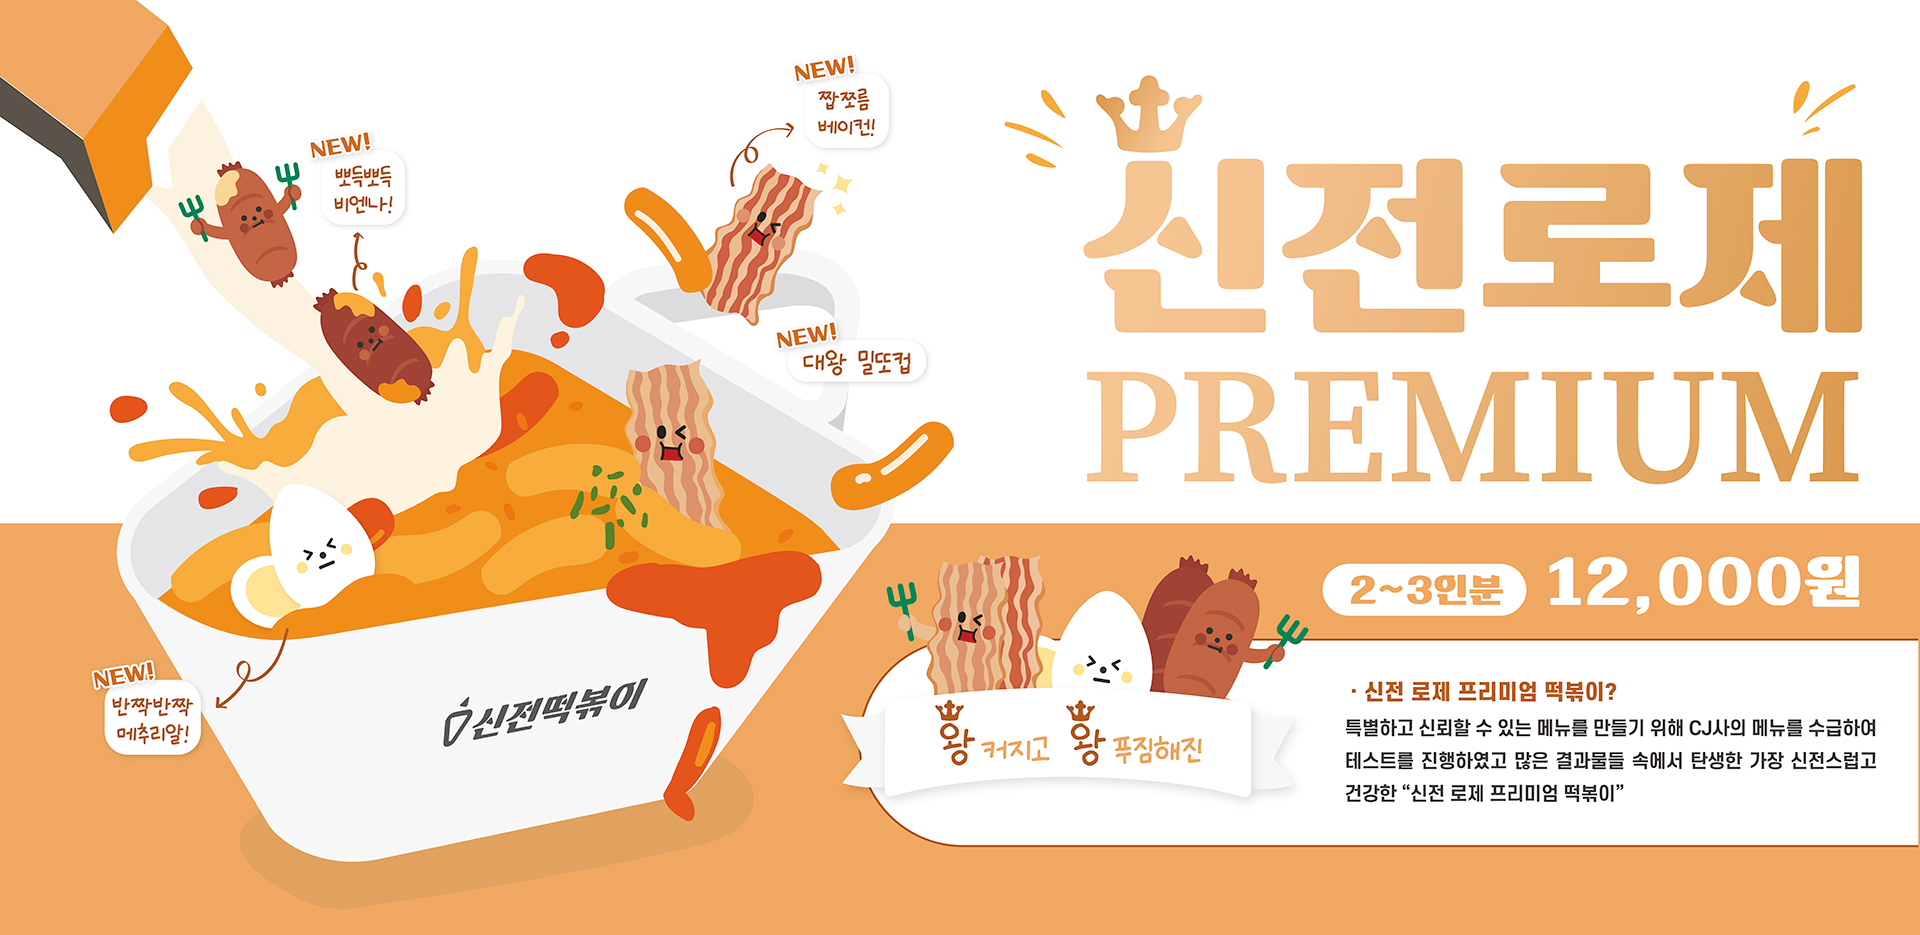 NEW!
짭쪼름
베이컨!
NEW!
뽀득뽀득
비엔나!
NEW!
대왕 밀또컵
신전로제
PREMIUM
2~3인분 12,000원
NEW!
반짝반짝
메추리알!
신전떡볶이
왕 커지고 왕 푸짐해진
· 신전 로제 프리미엄 떡볶이?
특별하고 신뢰할 수 있는 메뉴를 만들기 위해 CJ사의 메뉴를 수급하여
테스트를 진행하였고 많은 결과물들 속에서 탄생한 가장 신전스럽고
건강한 “신전 로제 프리미엄 떡볶이”